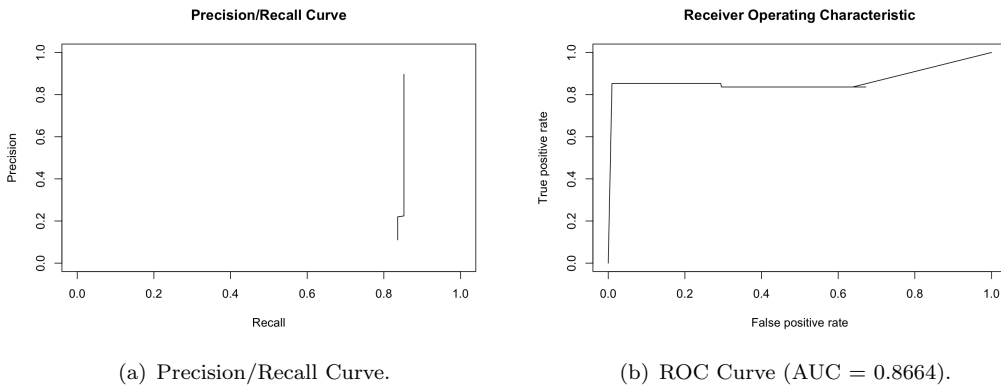 Precision/Recall Curve
Precision
0.0 0.2 0.4 0.6 0.8 1.0
0.0 0.2 0.4 0.6 0.8 1.0
Recall
(a) Precision/Recall Curve.
Receiver Operating Characteristic
True positive rate
0.0 0.2 0.4 0.6 0.8 1.0
0.0 0.2 0.4 0.6 0.8 1.0
False positive rate
(b) ROC Curve (AUC = 0.8664).